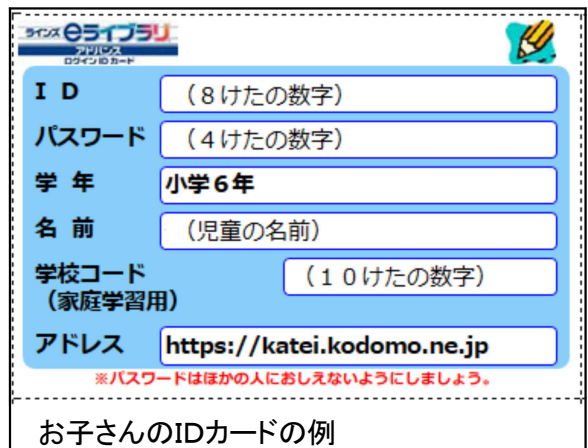 ラインズ eライブラリ
アドバンス
ログインIDカード
I D （８けたの数字）
パスワード （４けたの数字）
学 年 小学６年
名 前 （児童の名前）
学校コード
（家庭学習用） （１０けたの数字）
アドレス https://katei.kodomo.ne.jp
※パスワードはほかの人におしえないようにしましょう。
お子さんのIDカードの例